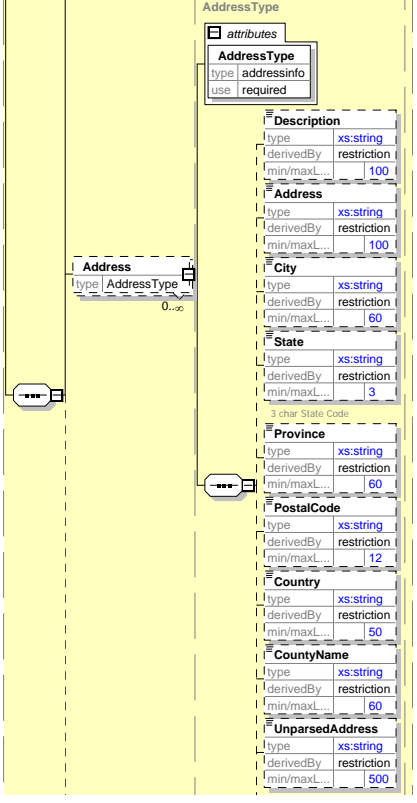 AddressType
attributes
AddressType
type addressinfo
use required
Description
type xs:string
derivedBy restriction
min/maxL... 100
Address
type xs:string
derivedBy restriction
min/maxL... 100
City
type xs:string
derivedBy restriction
min/maxL... 60
Address
type AddressType
0..∞
State
type xs:string
derivedBy restriction
min/maxL... 3
3 char State Code
Province
type xs:string
derivedBy restriction
min/maxL... 60
PostalCode
type xs:string
derivedBy restriction
min/maxL... 12
Country
type xs:string
derivedBy restriction
min/maxL... 50
CountyName
type xs:string
derivedBy restriction
min/maxL... 60
UnparsedAddress
type xs:string
derivedBy restriction
min/maxL... 500